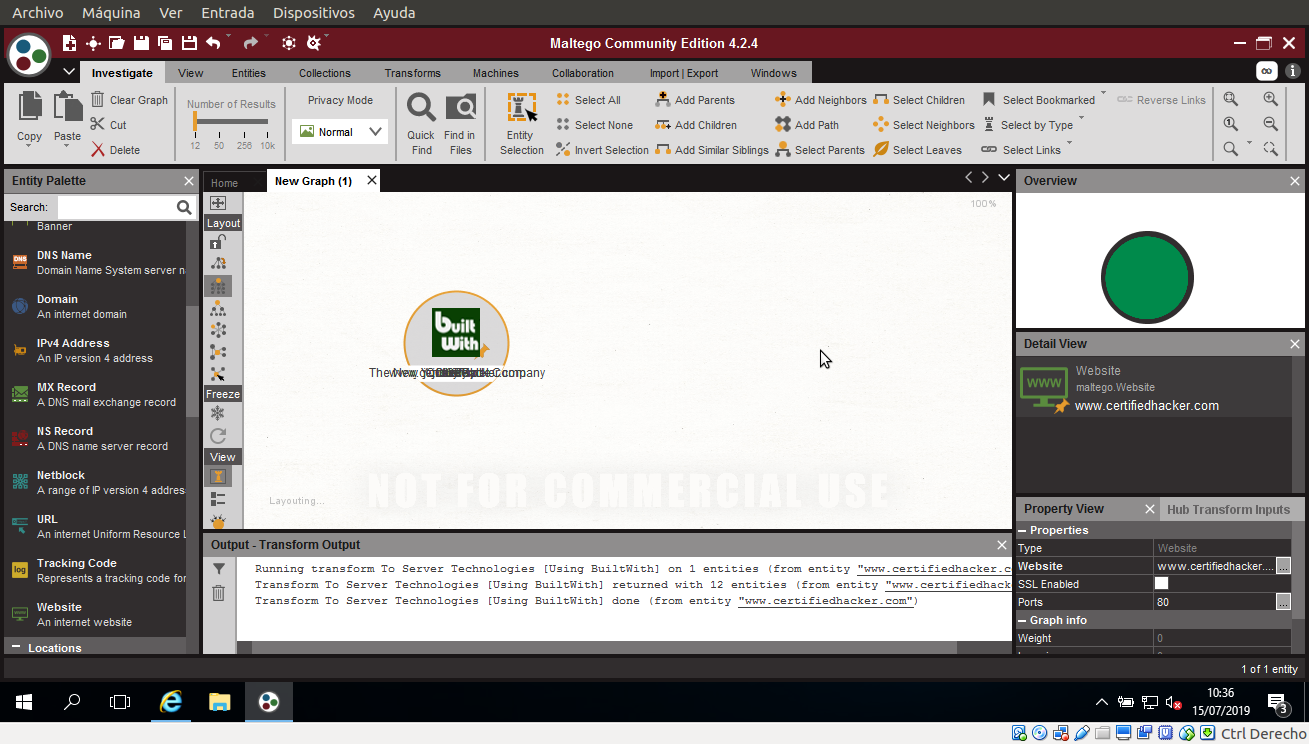 Archivo Máquina Ver Entrada Dispositivos Ayuda
Maltego Community Edition 4.2.4
Investigate View Entities Collections Transforms Machines Collaboration Import | Export Windows
Copy
Paste
Clear Graph
Cut
Delete
Number of Results
12 50 256 10k
Privacy Mode
Normal
Quick Find
Find in Files
Entity Selection
Select All
Select None
Invert Selection
Add Parents
Add Children
Add Similar Siblings
Add Neighbors
Add Path
Select Parents
Select Children
Select Neighbors
Select Leaves
Select Bookmarked
Select by Type
Select Links
Reverse Links
Entity Palette
Search:
Banner
DNS
DNS Name
Domain Name System server n
Domain
An internet domain
IPv4 Address
An IP version 4 address
MX Record
A DNS mail exchange record
NS Record
A DNS name server record
Netblock
A range of IP version 4 addres
URL
An internet Uniform Resource L
log
Tracking Code
Represents a tracking code for
Website
An internet website
Locations
Home
New Graph (1)
Layout
Freeze
View
100%
built With
Layouting...
NOT FOR COMMERCIAL USE
Output - Transform Output
Running transform To Server Technologies [Using BuiltWith] on 1 entities (from entity "www.certifiedhacker.c
Transform To Server Technologies [Using BuiltWith] returned with 12 entities (from entity "www.certifiedhack
Transform To Server Technologies [Using BuiltWith] done (from entity "www.certifiedhacker.com")
Overview
Detail View
WWW
Website
maltego.Website
www.certifiedhacker.com
Property View
Hub Transform Inputs
Properties
Type Website
Website www.certifiedhacker.... ...
SSL Enabled
Ports 80 ...
Graph info
Weight 0
1 of 1 entity
10:36
15/07/2019
3
Ctrl Derecho